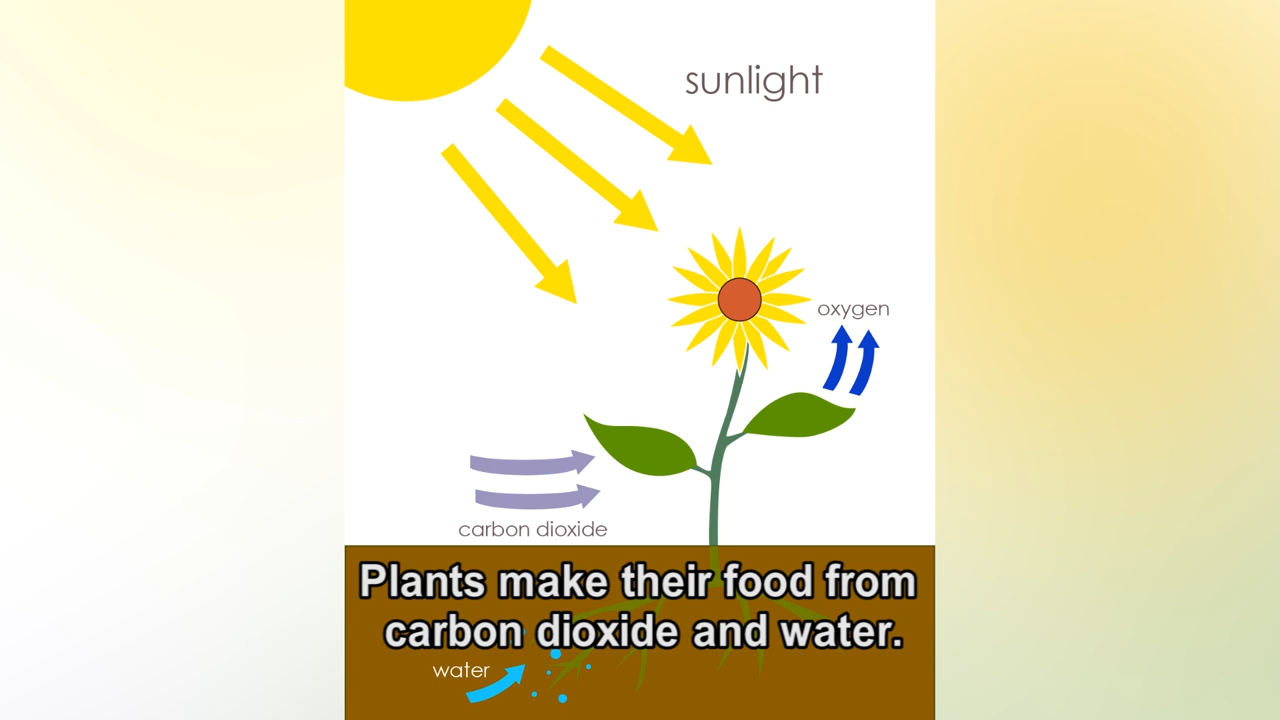 sunlight
oxygen
carbon dioxide
Plants make their food from
carbon dioxide and water.
water